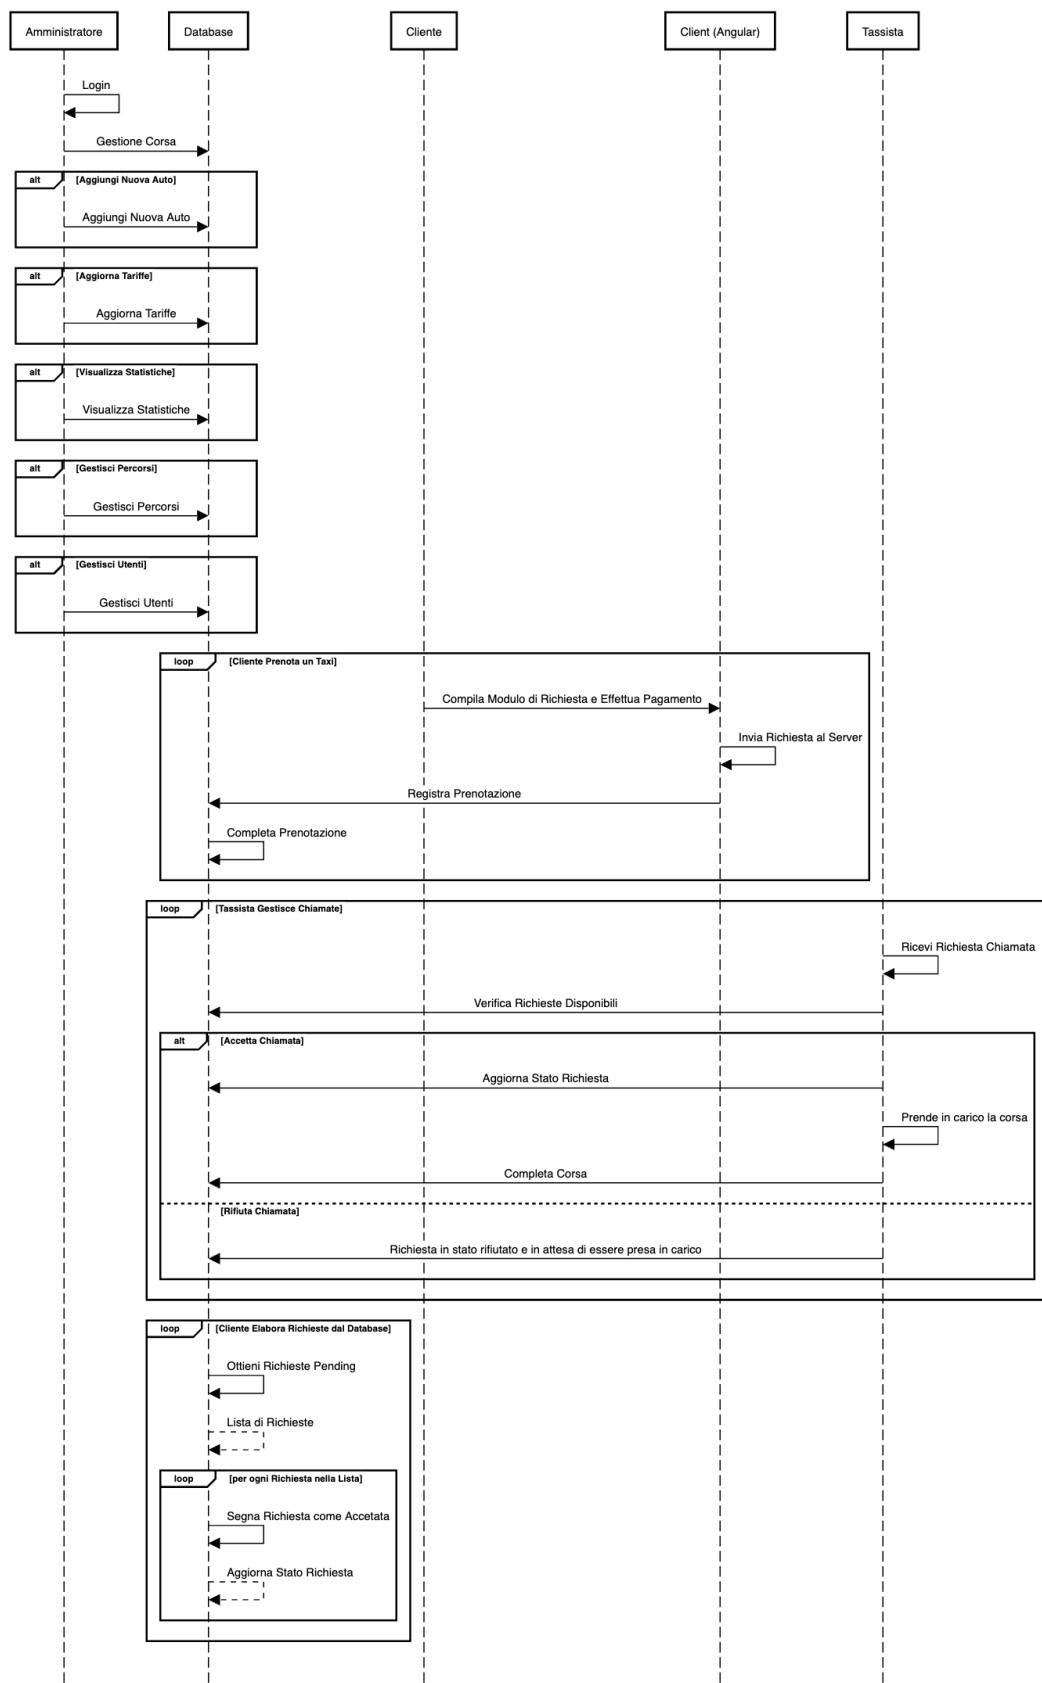 Amministratore
Database
Cliente
Client (Angular)
Tassista
Login
Gestione Corsa
alt
[Aggiungi Nuova Auto]
Aggiungi Nuova Auto
alt
[Aggiorna Tariffe]
Aggiorna Tariffe
alt
[Visualizza Statistiche]
Visualizza Statistiche
alt
[Gestisci Percorsi]
Gestisci Percorsi
alt
[Gestisci Utenti]
Gestisci Utenti
loop
[Cliente Prenota un Taxi]
Compila Modulo di Richiesta e Effettua Pagamento
Invia Richiesta al Server
Registra Prenotazione
Completa Prenotazione
loop
[Tassista Gestisce Chiamate]
Ricevi Richiesta Chiamata
Verifica Richieste Disponibili
alt
[Accetta Chiamata]
Aggiorna Stato Richiesta
Prende in carico la corsa
Completa Corsa
[Rifiuta Chiamata]
Richiesta in stato rifiutato e in attesa di essere presa in carico
loop
[Cliente Elabora Richieste dal Database]
Ottieni Richieste Pending
Lista di Richieste
loop
[per ogni Richiesta nella Lista]
Segna Richiesta come Accetata
Aggiorna Stato Richiesta